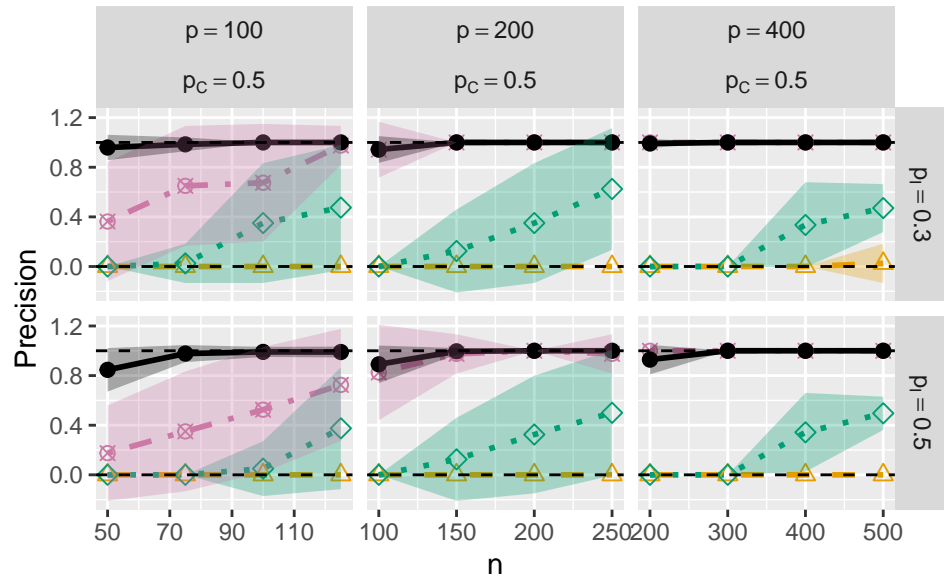 p = 100 p = 200 p = 400
p_C = 0.5 p_C = 0.5 p_C = 0.5
1.2
0.8
0.4
0.0
p_I = 0.3
1.2
0.8
0.4
0.0
p_I = 0.5
Precision
50 70 90 110 100 150 200 250 200 300 400 500
n